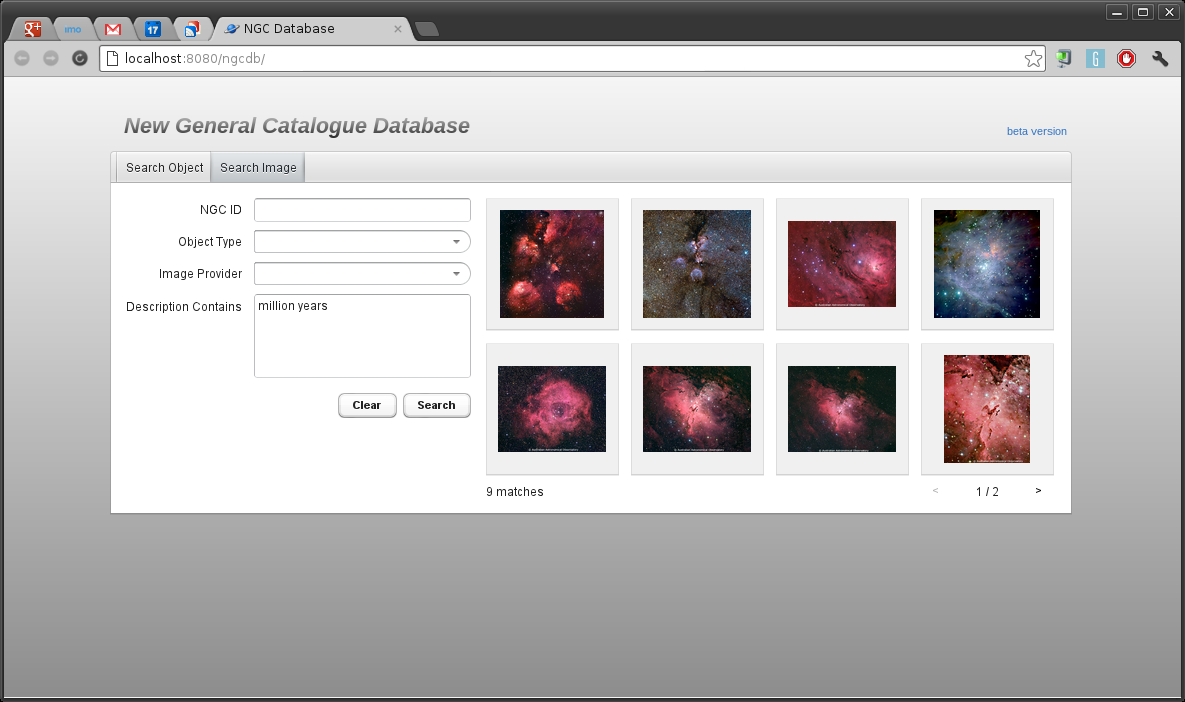 g+
imo
17
NGC Database
localhost:8080/ngcdb/
G
New General Catalogue Database
beta version
Search Object
Search Image
NGC ID
Object Type
Image Provider
Description Contains
million years
Clear
Search
9 matches
<
1 / 2
>